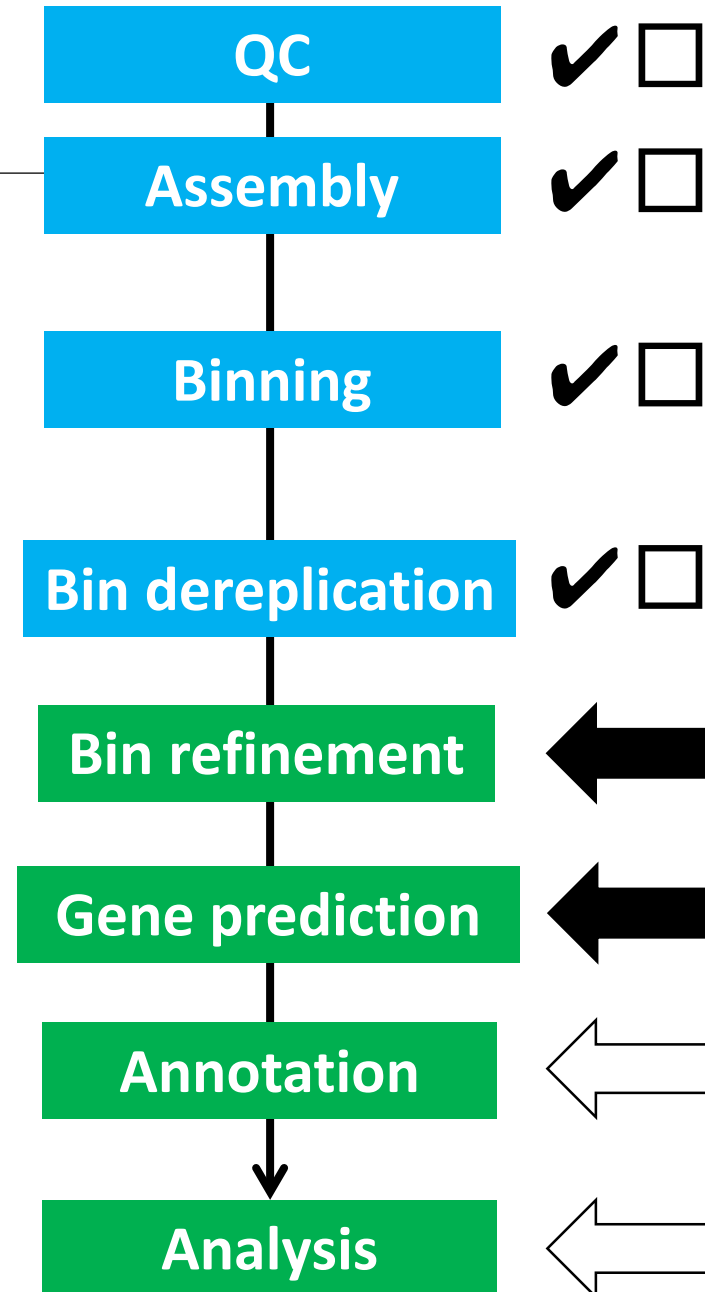 QC
Assembly
Binning
Bin dereplication
Bin refinement
Gene prediction
Annotation
Analysis